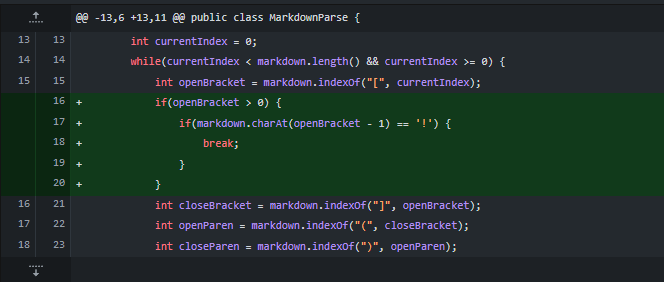 @@ -13,6 +13,11 @@ public class MarkdownParse {
13 13 int currentIndex = 0;
14 14 while(currentIndex < markdown.length() && currentIndex >= 0) {
15 15 int openBracket = markdown.indexOf("[", currentIndex);
16 + if(openBracket > 0) {
17 + if(markdown.charAt(openBracket - 1) == '!') {
18 + break;
19 + }
20 + }
16 21 int closeBracket = markdown.indexOf("]", openBracket);
17 22 int openParen = markdown.indexOf("(", closeBracket);
18 23 int closeParen = markdown.indexOf(")", openParen);